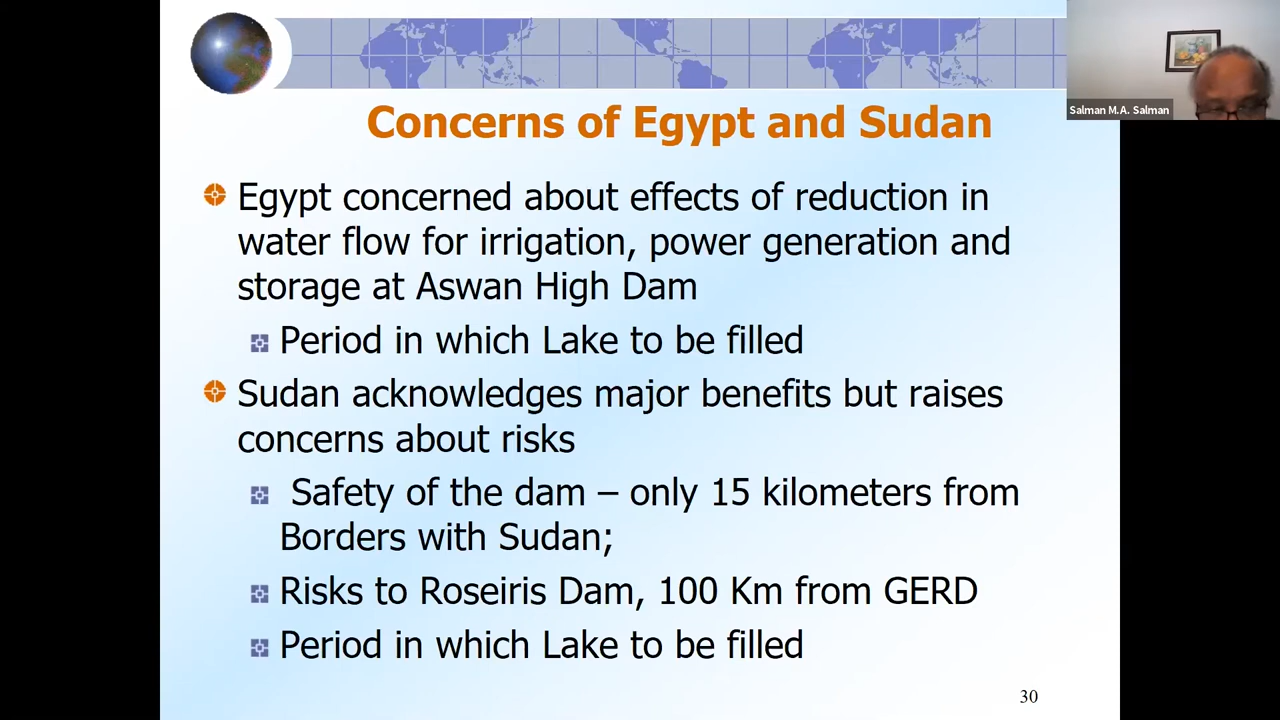 Salman M.A. Salman
Concerns of Egypt and Sudan
Egypt concerned about effects of reduction in
water flow for irrigation, power generation and
storage at Aswan High Dam
Period in which Lake to be filled
Sudan acknowledges major benefits but raises
concerns about risks
Safety of the dam – only 15 kilometers from
Borders with Sudan;
Risks to Roseiris Dam, 100 Km from GERD
Period in which Lake to be filled
30